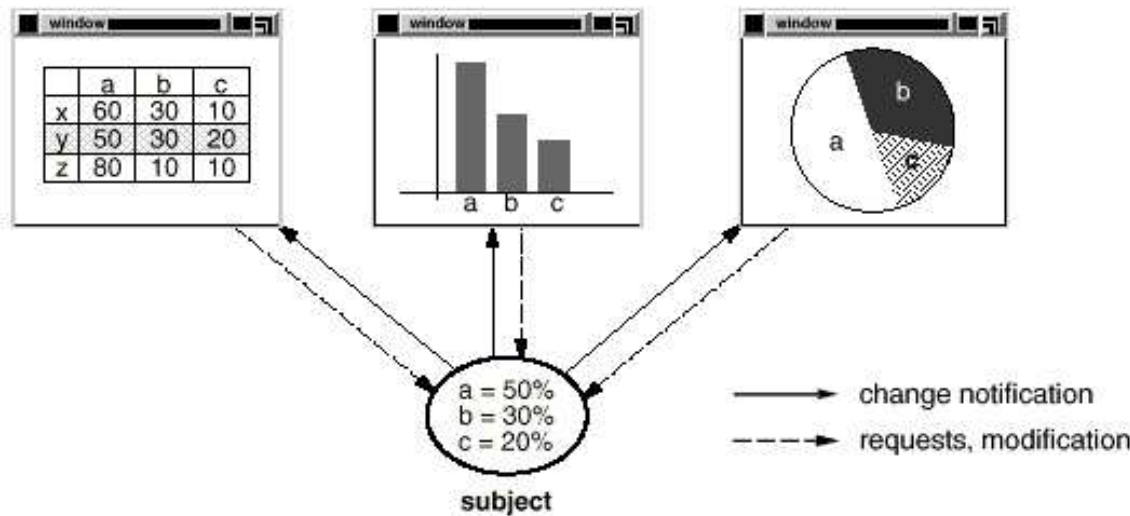 window
a b c
x 60 30 10
y 50 30 20
z 80 10 10
window
a b c
window
b
a
c
a = 50%
b = 30%
c = 20%
subject
change notification
requests, modification